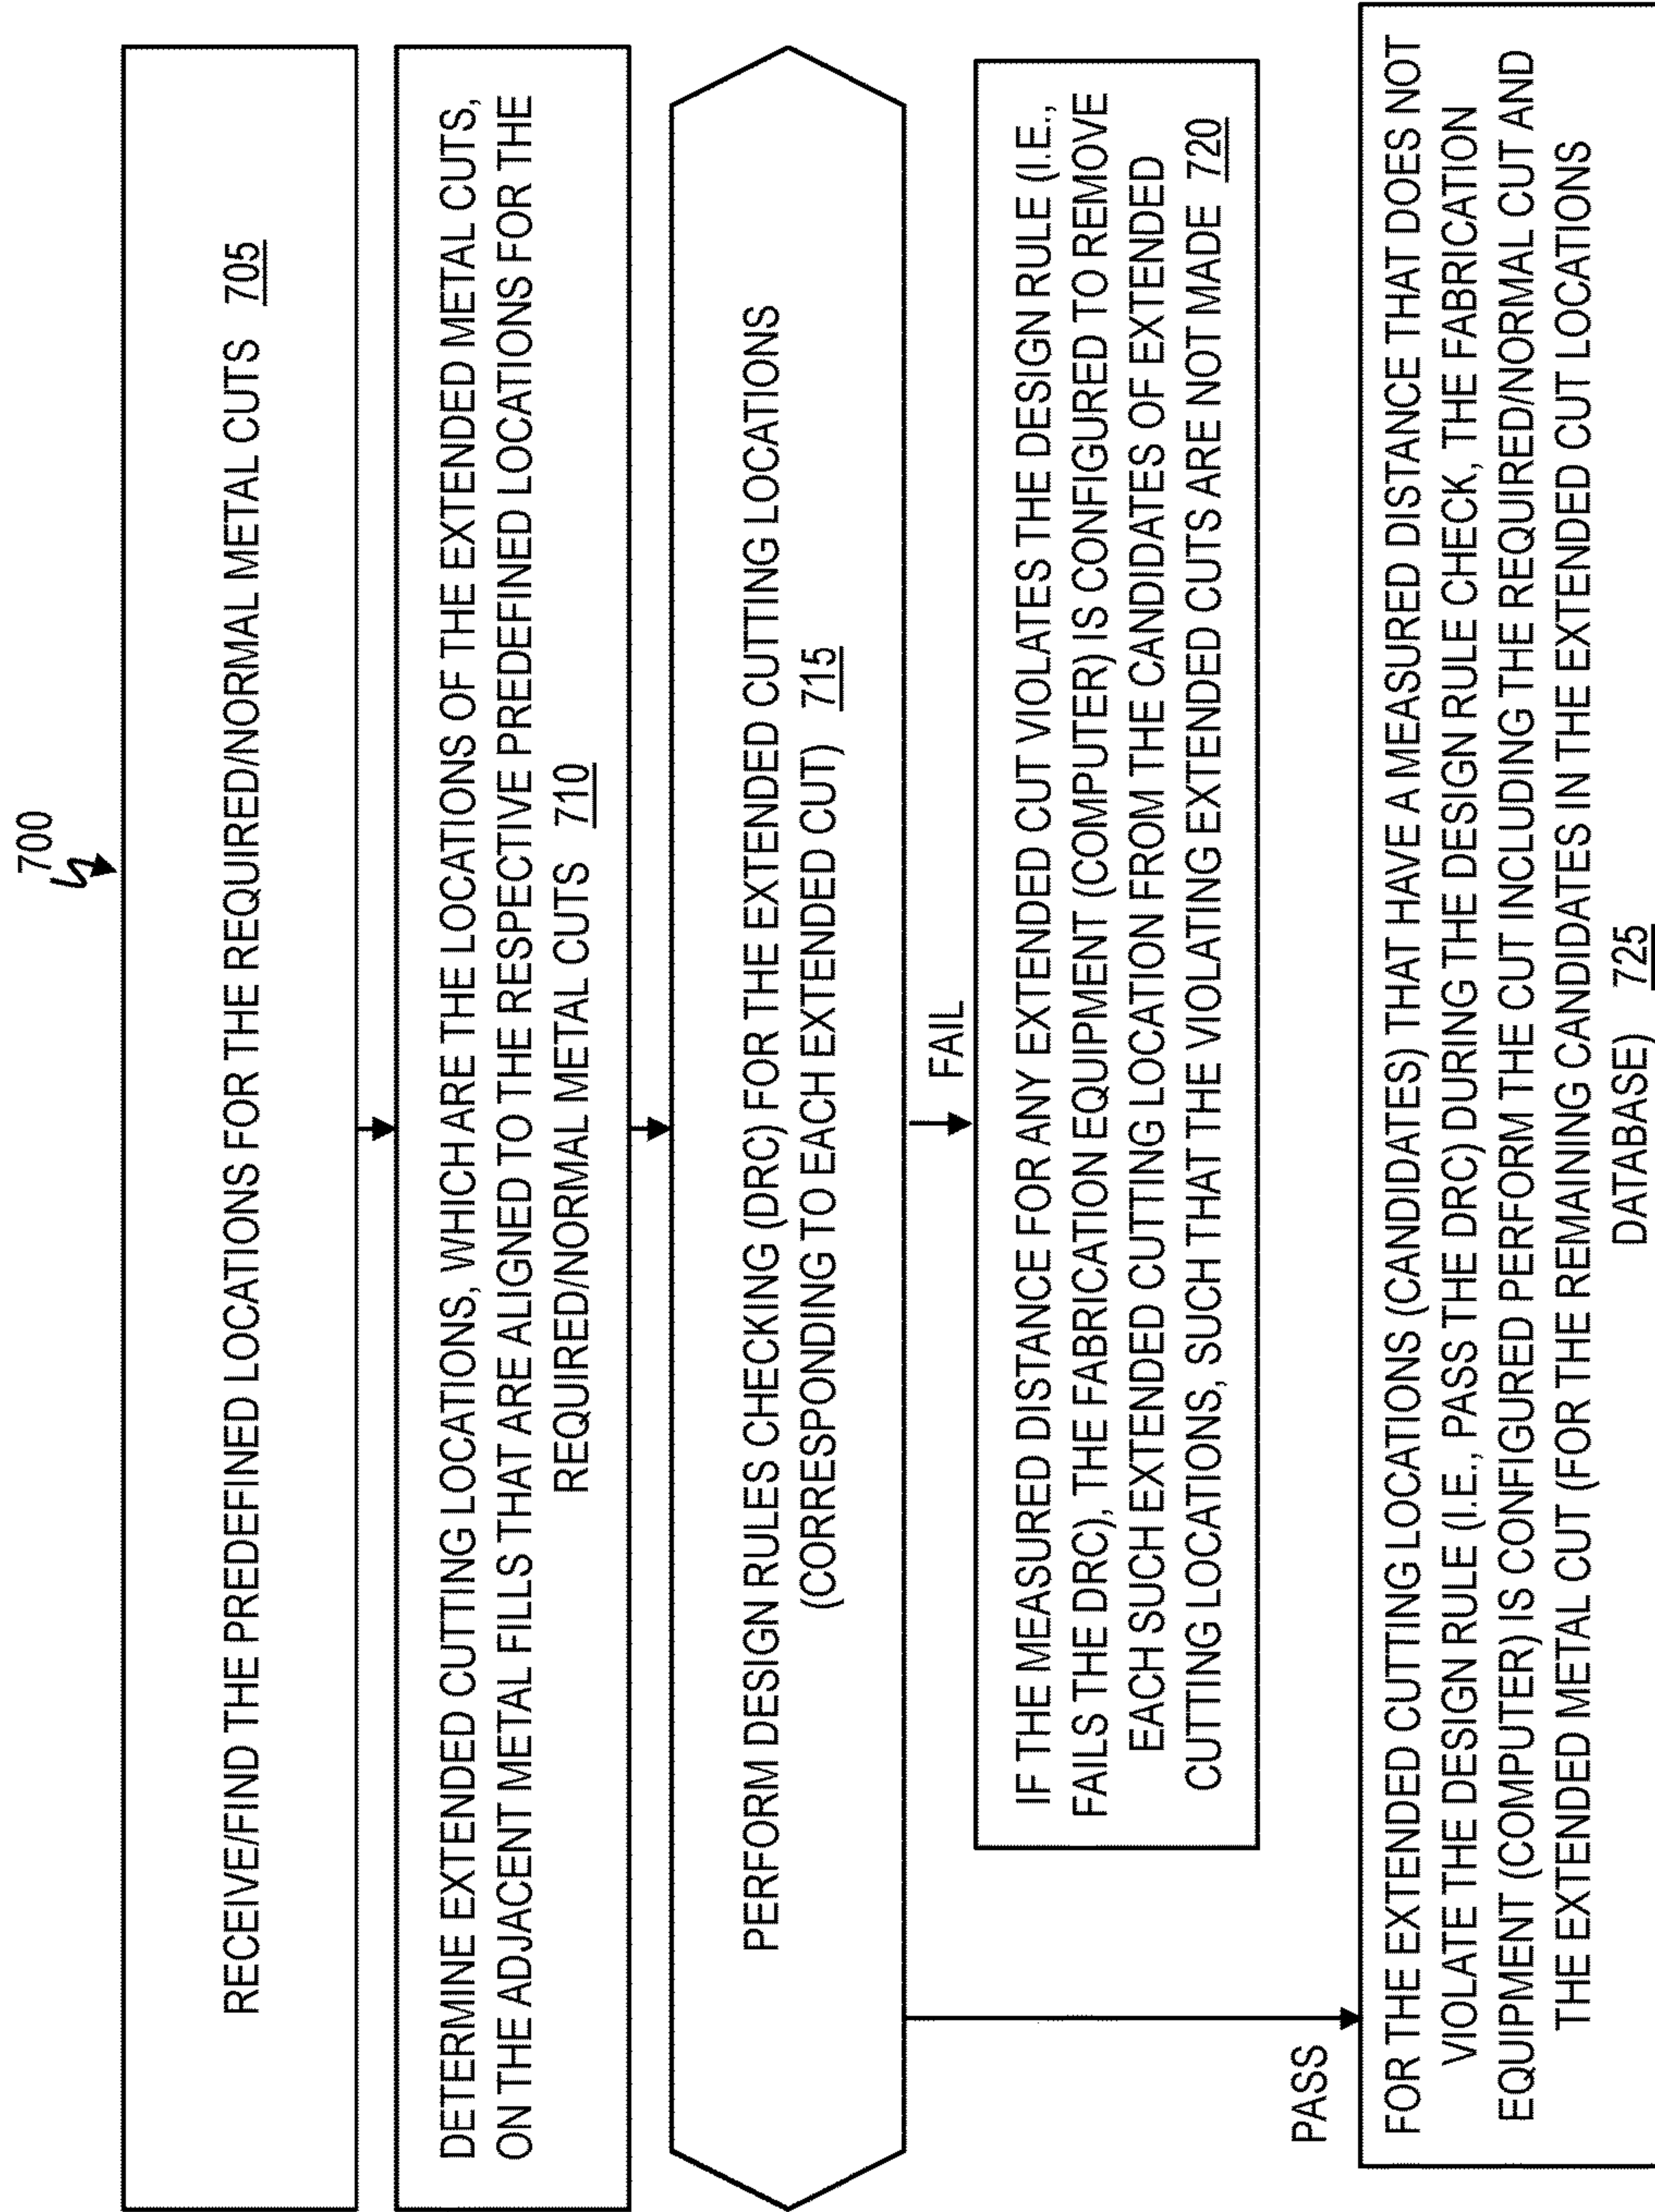 700
RECEIVE/FIND THE PREDEFINED LOCATIONS FOR THE REQUIRED/NORMAL METAL CUTS 705
DETERMINE EXTENDED CUTTING LOCATIONS, WHICH ARE THE LOCATIONS OF THE EXTENDED METAL CUTS,
ON THE ADJACENT METAL FILLS THAT ARE ALIGNED TO THE RESPECTIVE PREDEFINED LOCATIONS FOR THE
REQUIRED/NORMAL METAL CUTS 710
PERFORM DESIGN RULES CHECKING (DRC) FOR THE EXTENDED CUTTING LOCATIONS
(CORRESPONDING TO EACH EXTENDED CUT) 715
FAIL
IF THE MEASURED DISTANCE FOR ANY EXTENDED CUT VIOLATES THE DESIGN RULE (I.E.,
FAILS THE DRC), THE FABRICATION EQUIPMENT (COMPUTER) IS CONFIGURED TO REMOVE
EACH SUCH EXTENDED CUTTING LOCATION FROM THE CANDIDATES OF EXTENDED
CUTTING LOCATIONS, SUCH THAT THE VIOLATING EXTENDED CUTS ARE NOT MADE 720
PASS
FOR THE EXTENDED CUTTING LOCATIONS (CANDIDATES) THAT HAVE A MEASURED DISTANCE THAT DOES NOT
VIOLATE THE DESIGN RULE (I.E., PASS THE DRC) DURING THE DESIGN RULE CHECK, THE FABRICATION
EQUIPMENT (COMPUTER) IS CONFIGURED PERFORM THE CUT INCLUDING THE REQUIRED/NORMAL CUT AND
THE EXTENDED METAL CUT (FOR THE REMAINING CANDIDATES IN THE EXTENDED CUT LOCATIONS
DATABASE) 725